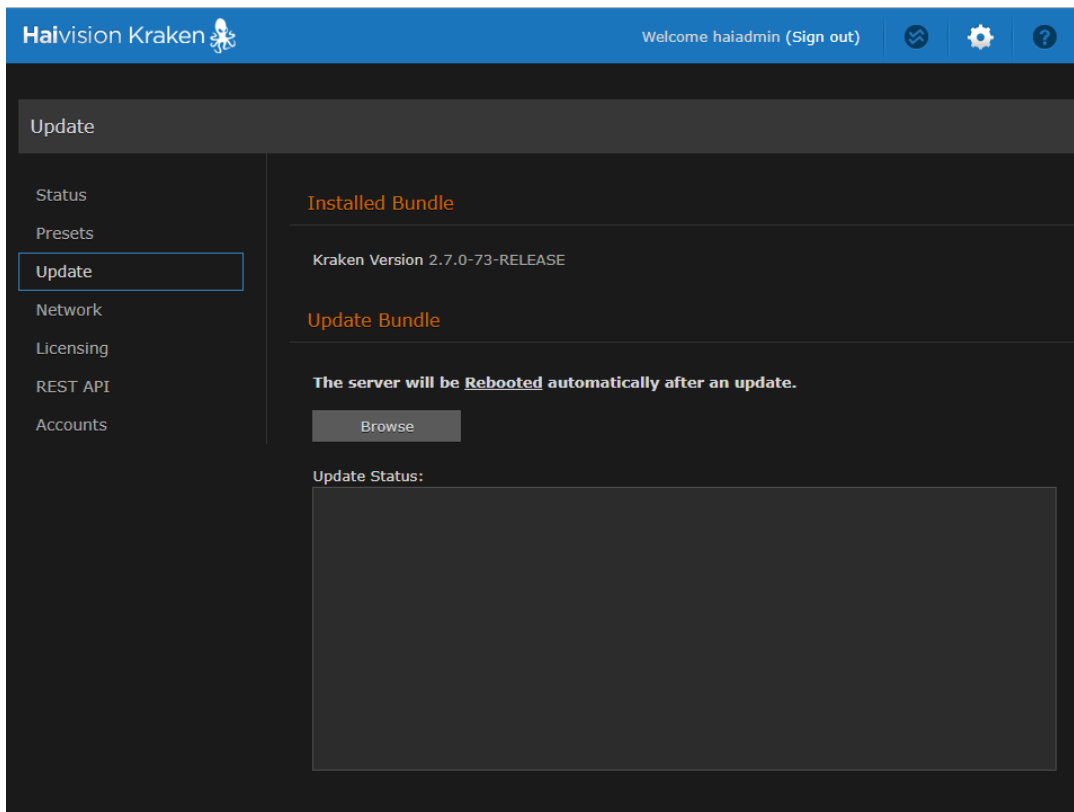 Haivision Kraken
Welcome haiadmin (Sign out)
?
Update
Status
Presets
Update
Network
Licensing
REST API
Accounts
Installed Bundle
Kraken Version 2.7.0-73-RELEASE
Update Bundle
The server will be Rebooted automatically after an update.
Browse
Update Status: